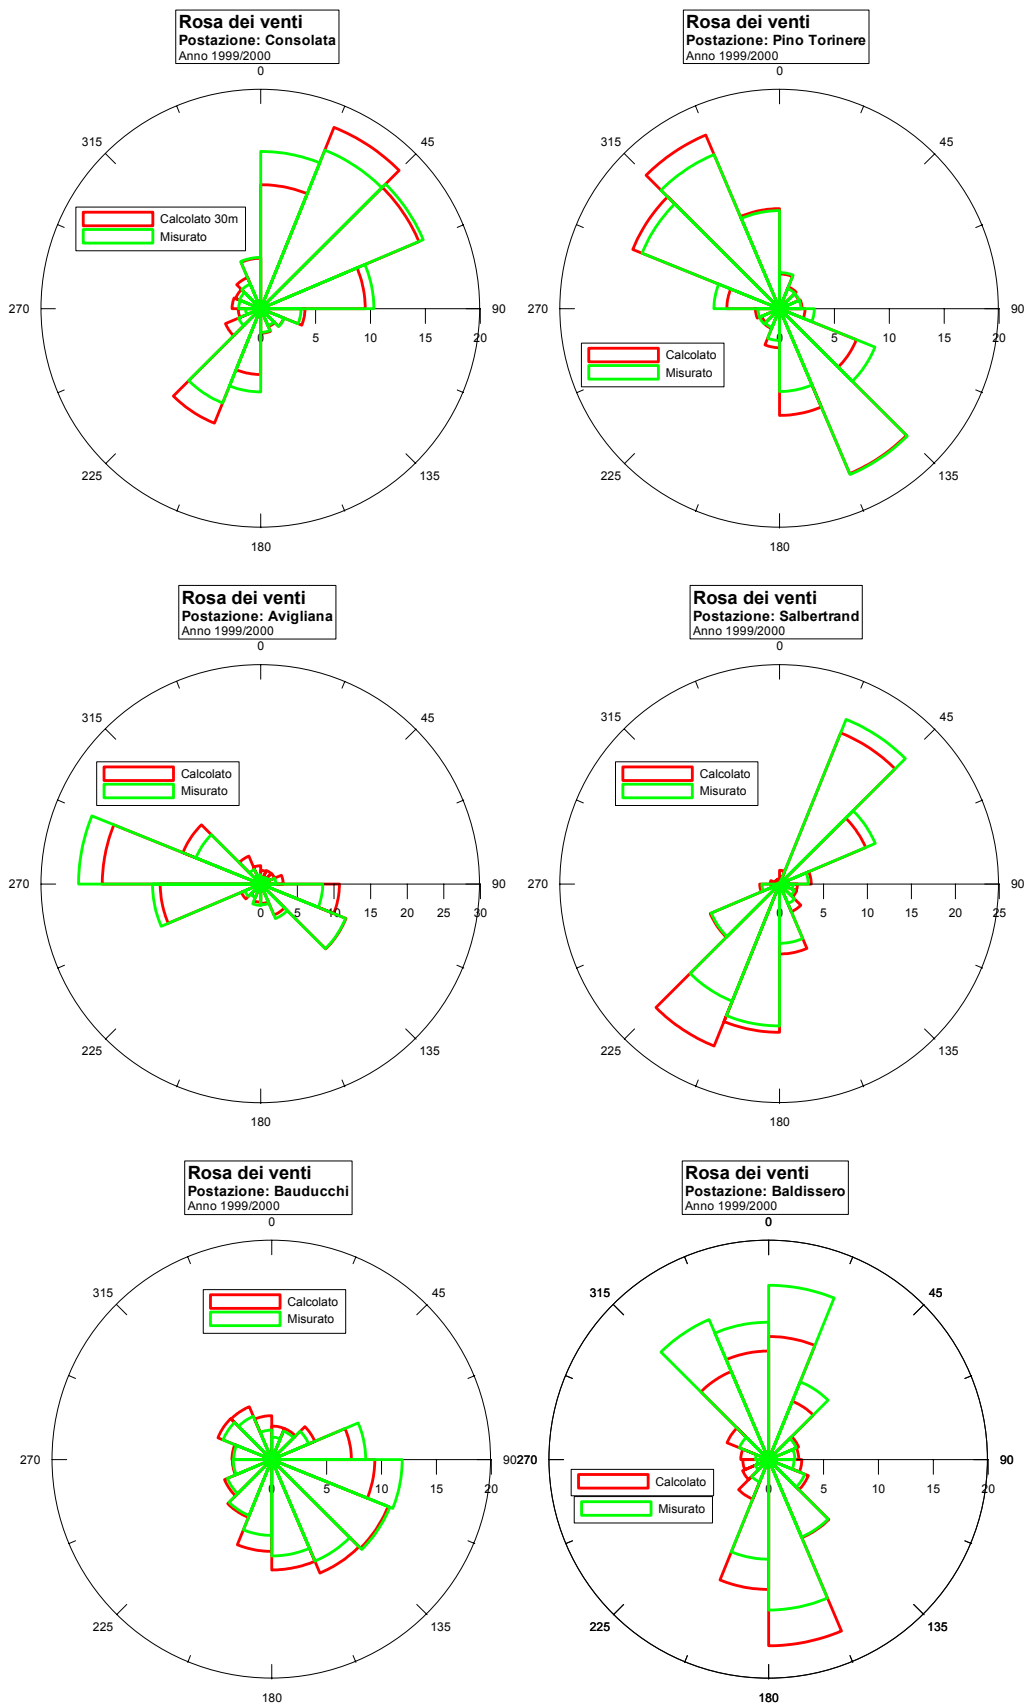 Rosa dei venti
Postazione: Consolata
Anno 1999/2000
0
315
45
Calcolato 30m
Misurato
270
90
0
5
10
15
20
225
135
180
Rosa dei venti
Postazione: Pino Torinere
Anno 1999/2000
0
315
45
270
90
0
5
10
15
20
Calcolato
Misurato
225
135
180
Rosa dei venti
Postazione: Avigliana
Anno 1999/2000
0
315
45
Calcolato
Misurato
270
90
0
5
10
15
20
25
30
225
135
180
Rosa dei venti
Postazione: Salbertrand
Anno 1999/2000
0
315
45
Calcolato
Misurato
270
90
0
5
10
15
20
25
225
135
180
Rosa dei venti
Postazione: Bauducchi
Anno 1999/2000
0
Calcolato
Misurato
315
45
270
90
0
5
10
15
20
225
135
180
Rosa dei venti
Postazione: Baldissero
Anno 1999/2000
0
315
45
270
90
0
5
10
15
20
Calcolato
Misurato
225
135
180